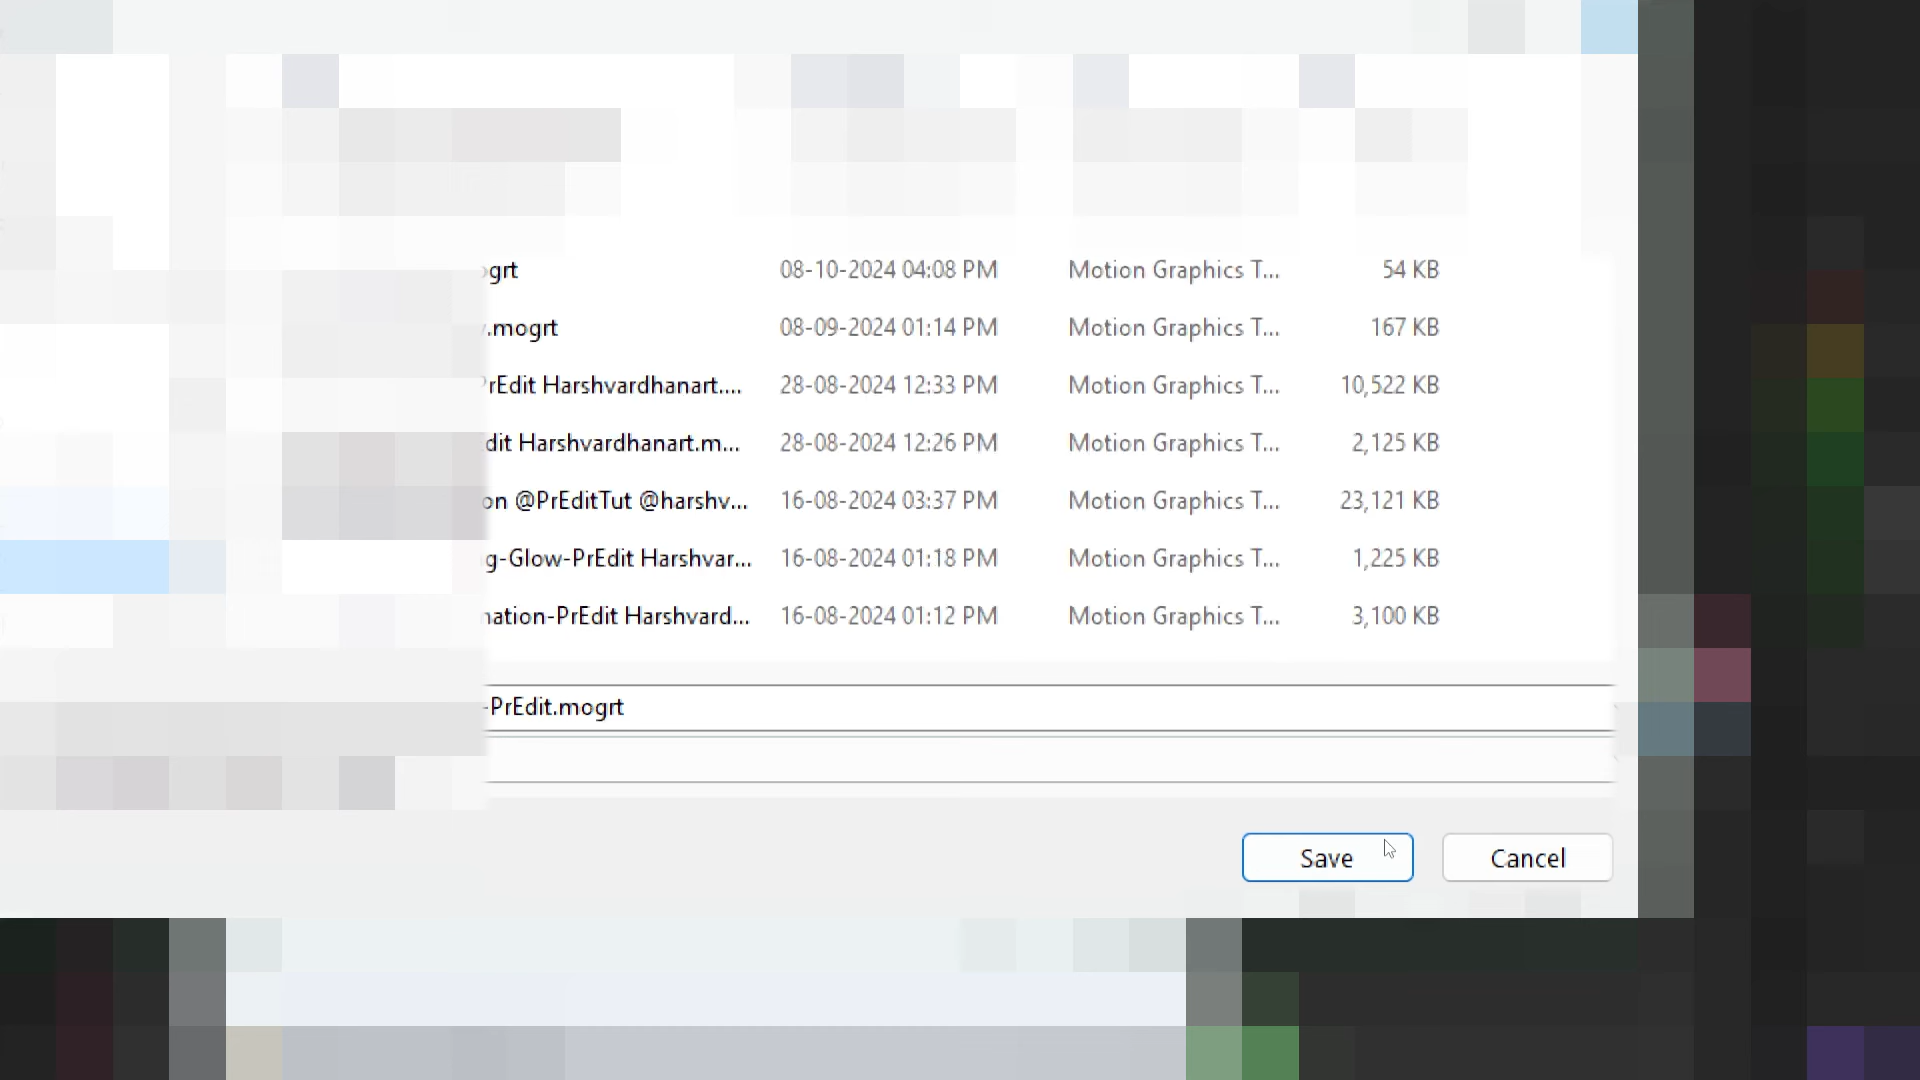 ogrt 08-10-2024 04:08 PM Motion Graphics T... 54 KB
.mogrt 08-09-2024 01:14 PM Motion Graphics T... 167 KB
PrEdit Harshvardhanart.... 28-08-2024 12:33 PM Motion Graphics T... 10,522 KB
dit Harshvardhanart.m... 28-08-2024 12:26 PM Motion Graphics T... 2,125 KB
on @PrEditTut @harshv... 16-08-2024 03:37 PM Motion Graphics T... 23,121 KB
g-Glow-PrEdit Harshvar... 16-08-2024 01:18 PM Motion Graphics T... 1,225 KB
mation-PrEdit Harshvard... 16-08-2024 01:12 PM Motion Graphics T... 3,100 KB
-PrEdit.mogrt
Save Cancel